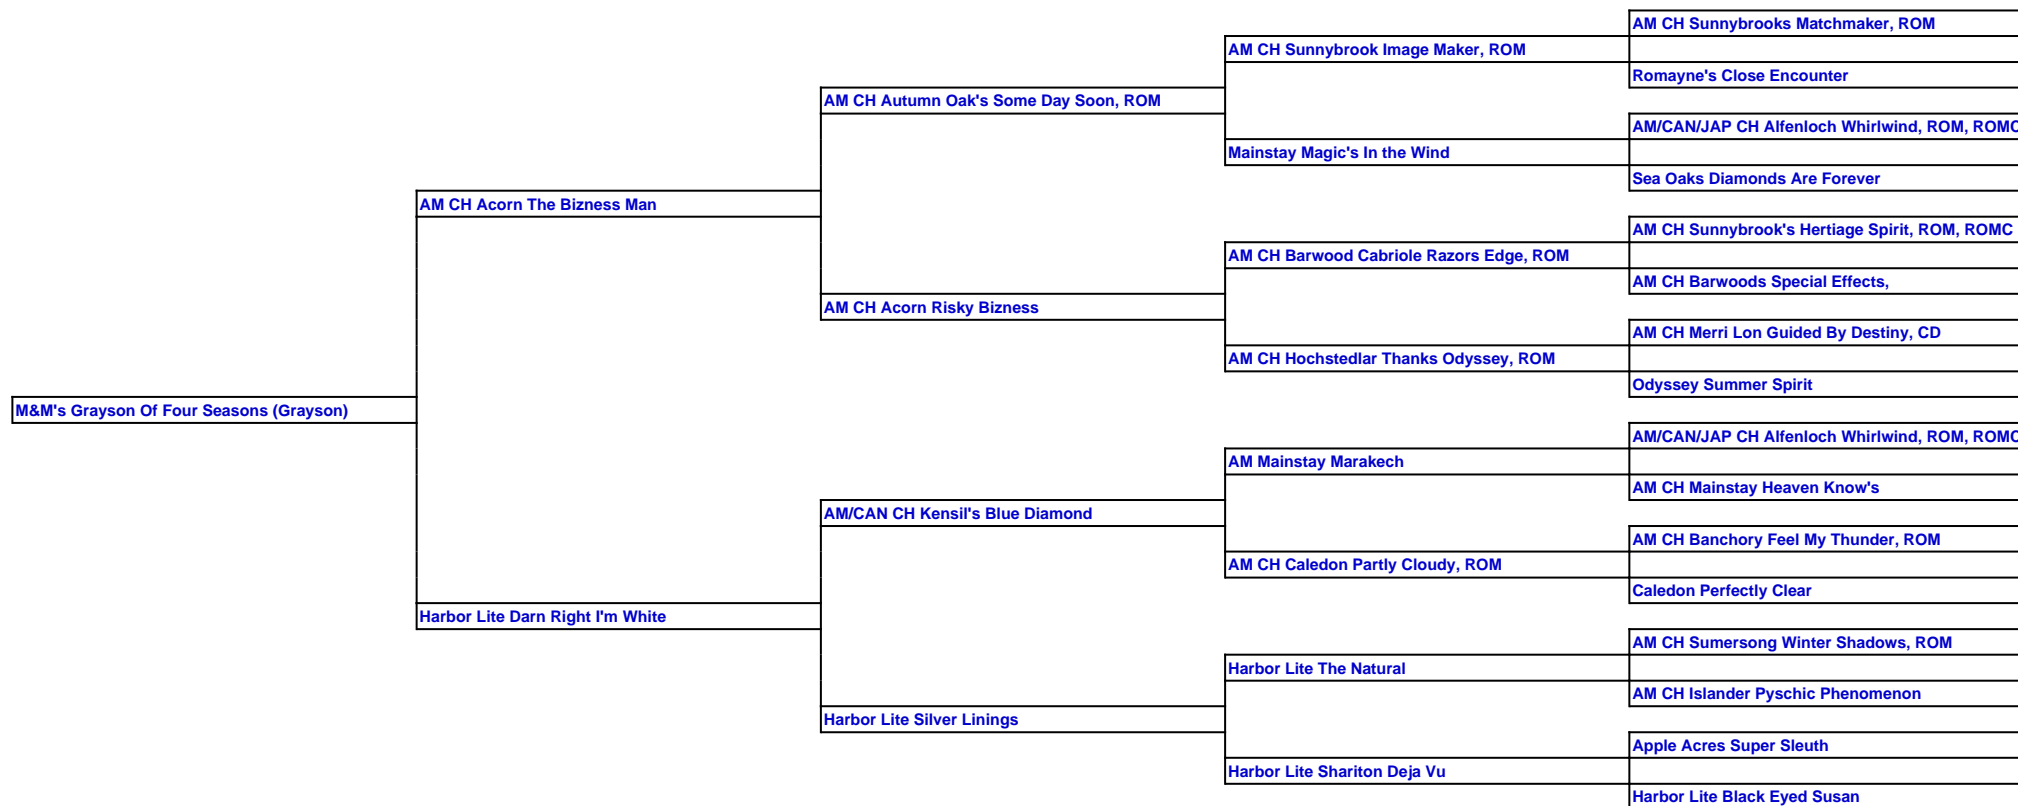 AM CH Sunnybrooks Matchmaker, ROM
AM CH Sunnybrook Image Maker, ROM
Romayne's Close Encounter
AM CH Autumn Oak's Some Day Soon, ROM
AM/CAN/JAP CH Alfenloch Whirlwind, ROM, ROMC
Mainstay Magic's In the Wind
Sea Oaks Diamonds Are Forever
AM CH Acorn The Bizness Man
AM CH Sunnybrook's Hertiage Spirit, ROM, ROMC
AM CH Barwood Cabriole Razors Edge, ROM
AM CH Barwoods Special Effects,
AM CH Acorn Risky Bizness
AM CH Merri Lon Guided By Destiny, CD
AM CH Hochstedlar Thanks Odyssey, ROM
Odyssey Summer Spirit
M&M's Grayson Of Four Seasons (Grayson)
AM/CAN/JAP CH Alfenloch Whirlwind, ROM, ROMC
AM Mainstay Marakech
AM CH Mainstay Heaven Know's
AM/CAN CH Kensil's Blue Diamond
AM CH Banchory Feel My Thunder, ROM
AM CH Caledon Partly Cloudy, ROM
Caledon Perfectly Clear
Harbor Lite Darn Right I'm White
AM CH Sumersong Winter Shadows, ROM
Harbor Lite The Natural
AM CH Islander Pyschic Phenomenon
Harbor Lite Silver Linings
Apple Acres Super Sleuth
Harbor Lite Shariton Deja Vu
Harbor Lite Black Eyed Susan